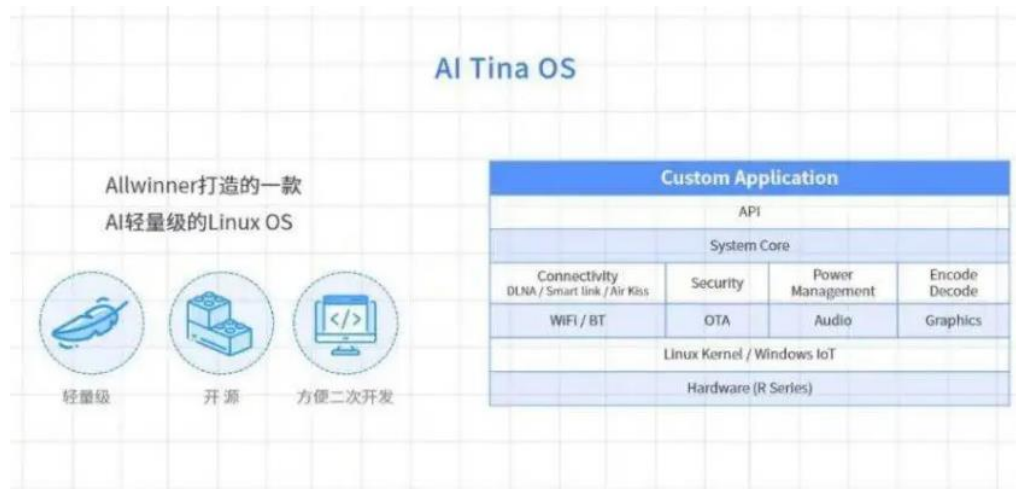 AI Tina OS
Allwinner打造的一款
AI轻量级的Linux OS
轻量级
开源
方便二次开发
Custom Application
API
System Core
Connectivity
DLNA / Smart link / Air Kiss
Security
Power
Management
Encode
Decode
WiFi / BT
OTA
Audio
Graphics
Linux Kernel / Windows IoT
Hardware (R Series)